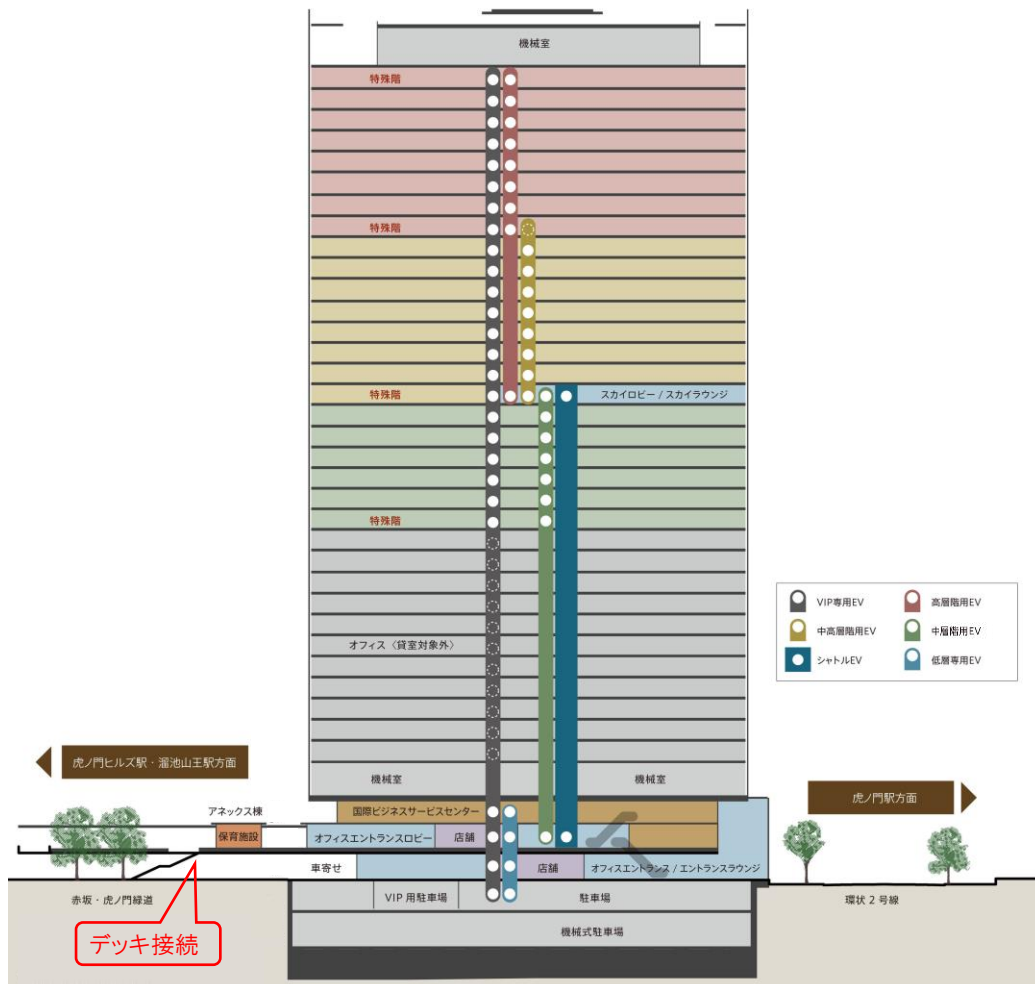 機械室
特殊階
特殊階
特殊階
スカイロビー / スカイラウンジ
特殊階
VIP専用EV
高層階用EV
中高層階用EV
中層階用EV
シャトルEV
低層専用EV
オフィス〈貸室対象外〉
虎ノ門ヒルズ駅・溜池山王駅方面
機械室
機械室
虎ノ門駅方面
アネックス棟
国際ビジネスサービスセンター
保育施設
オフィスエントランスロビー
店舗
車寄せ
店舗
オフィスエントランス / エントランスラウンジ
赤坂・虎ノ門緑道
VIP 用駐車場
駐車場
環状 2 号線
デッキ接続
機械式駐車場